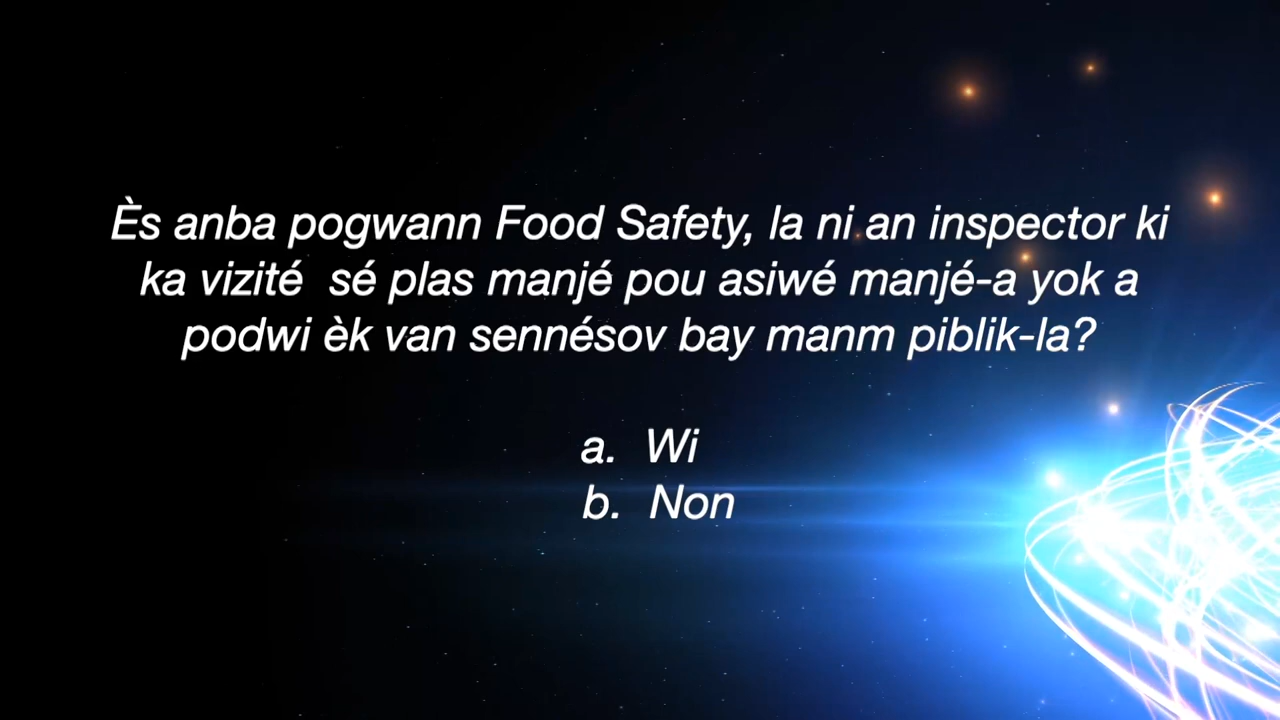 Ès anba pogwann Food Safety, la ni an inspector ki
ka vizité sé plas manjé pou asiwé manjé-a yok a
podwi èk van sennésov bay manm piblik-la?
a. Wi
b. Non